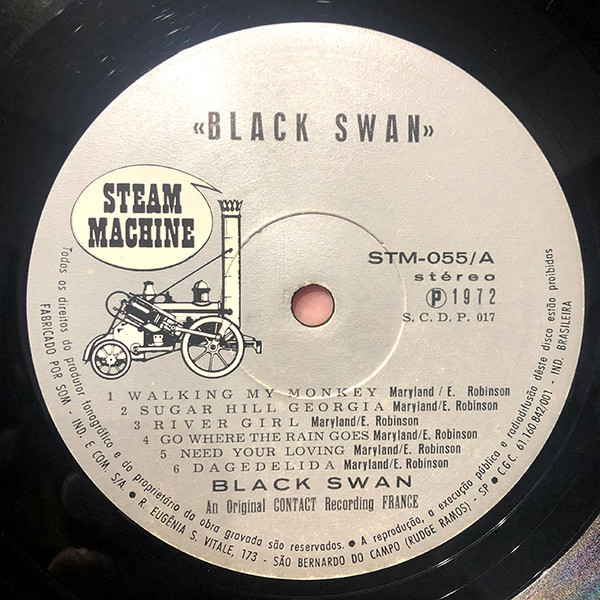 «BLACK SWAN»
STEAM
MACHINE
STM-055/A
stéreo
Ⓟ 1972
S. C. D. P. 017
1 WALKING MY MONKEY Maryland / E. Robinson
2 SUGAR HILL GEORGIA Maryland/E. Robinson
3 RIVER GIRL Maryland/E. Robinson
4 GO WHERE THE RAIN GOES Maryland/E. Robinson
5 NEED YOUR LOVING Maryland/E. Robinson
6 DAGEDELIDA Maryland/E. Robinson
BLACK SWAN
An Original CONTACT Recording FRANCE
Todos os direitos do produtor fonográfico e do proprietário da obra gravada são reservados. • A reprodução, a execução pública e radiodifusão dêste disco estão proibidas
FABRICADO POR SOM. - IND. E COM. S/A. • R. EUGÊNIA S. VITALE, 173 - SÃO BERNARDO DO CAMPO (RUDGE RAMOS) - SP • C.G.C. 61.160.842/001 - IND. BRASILEIRA